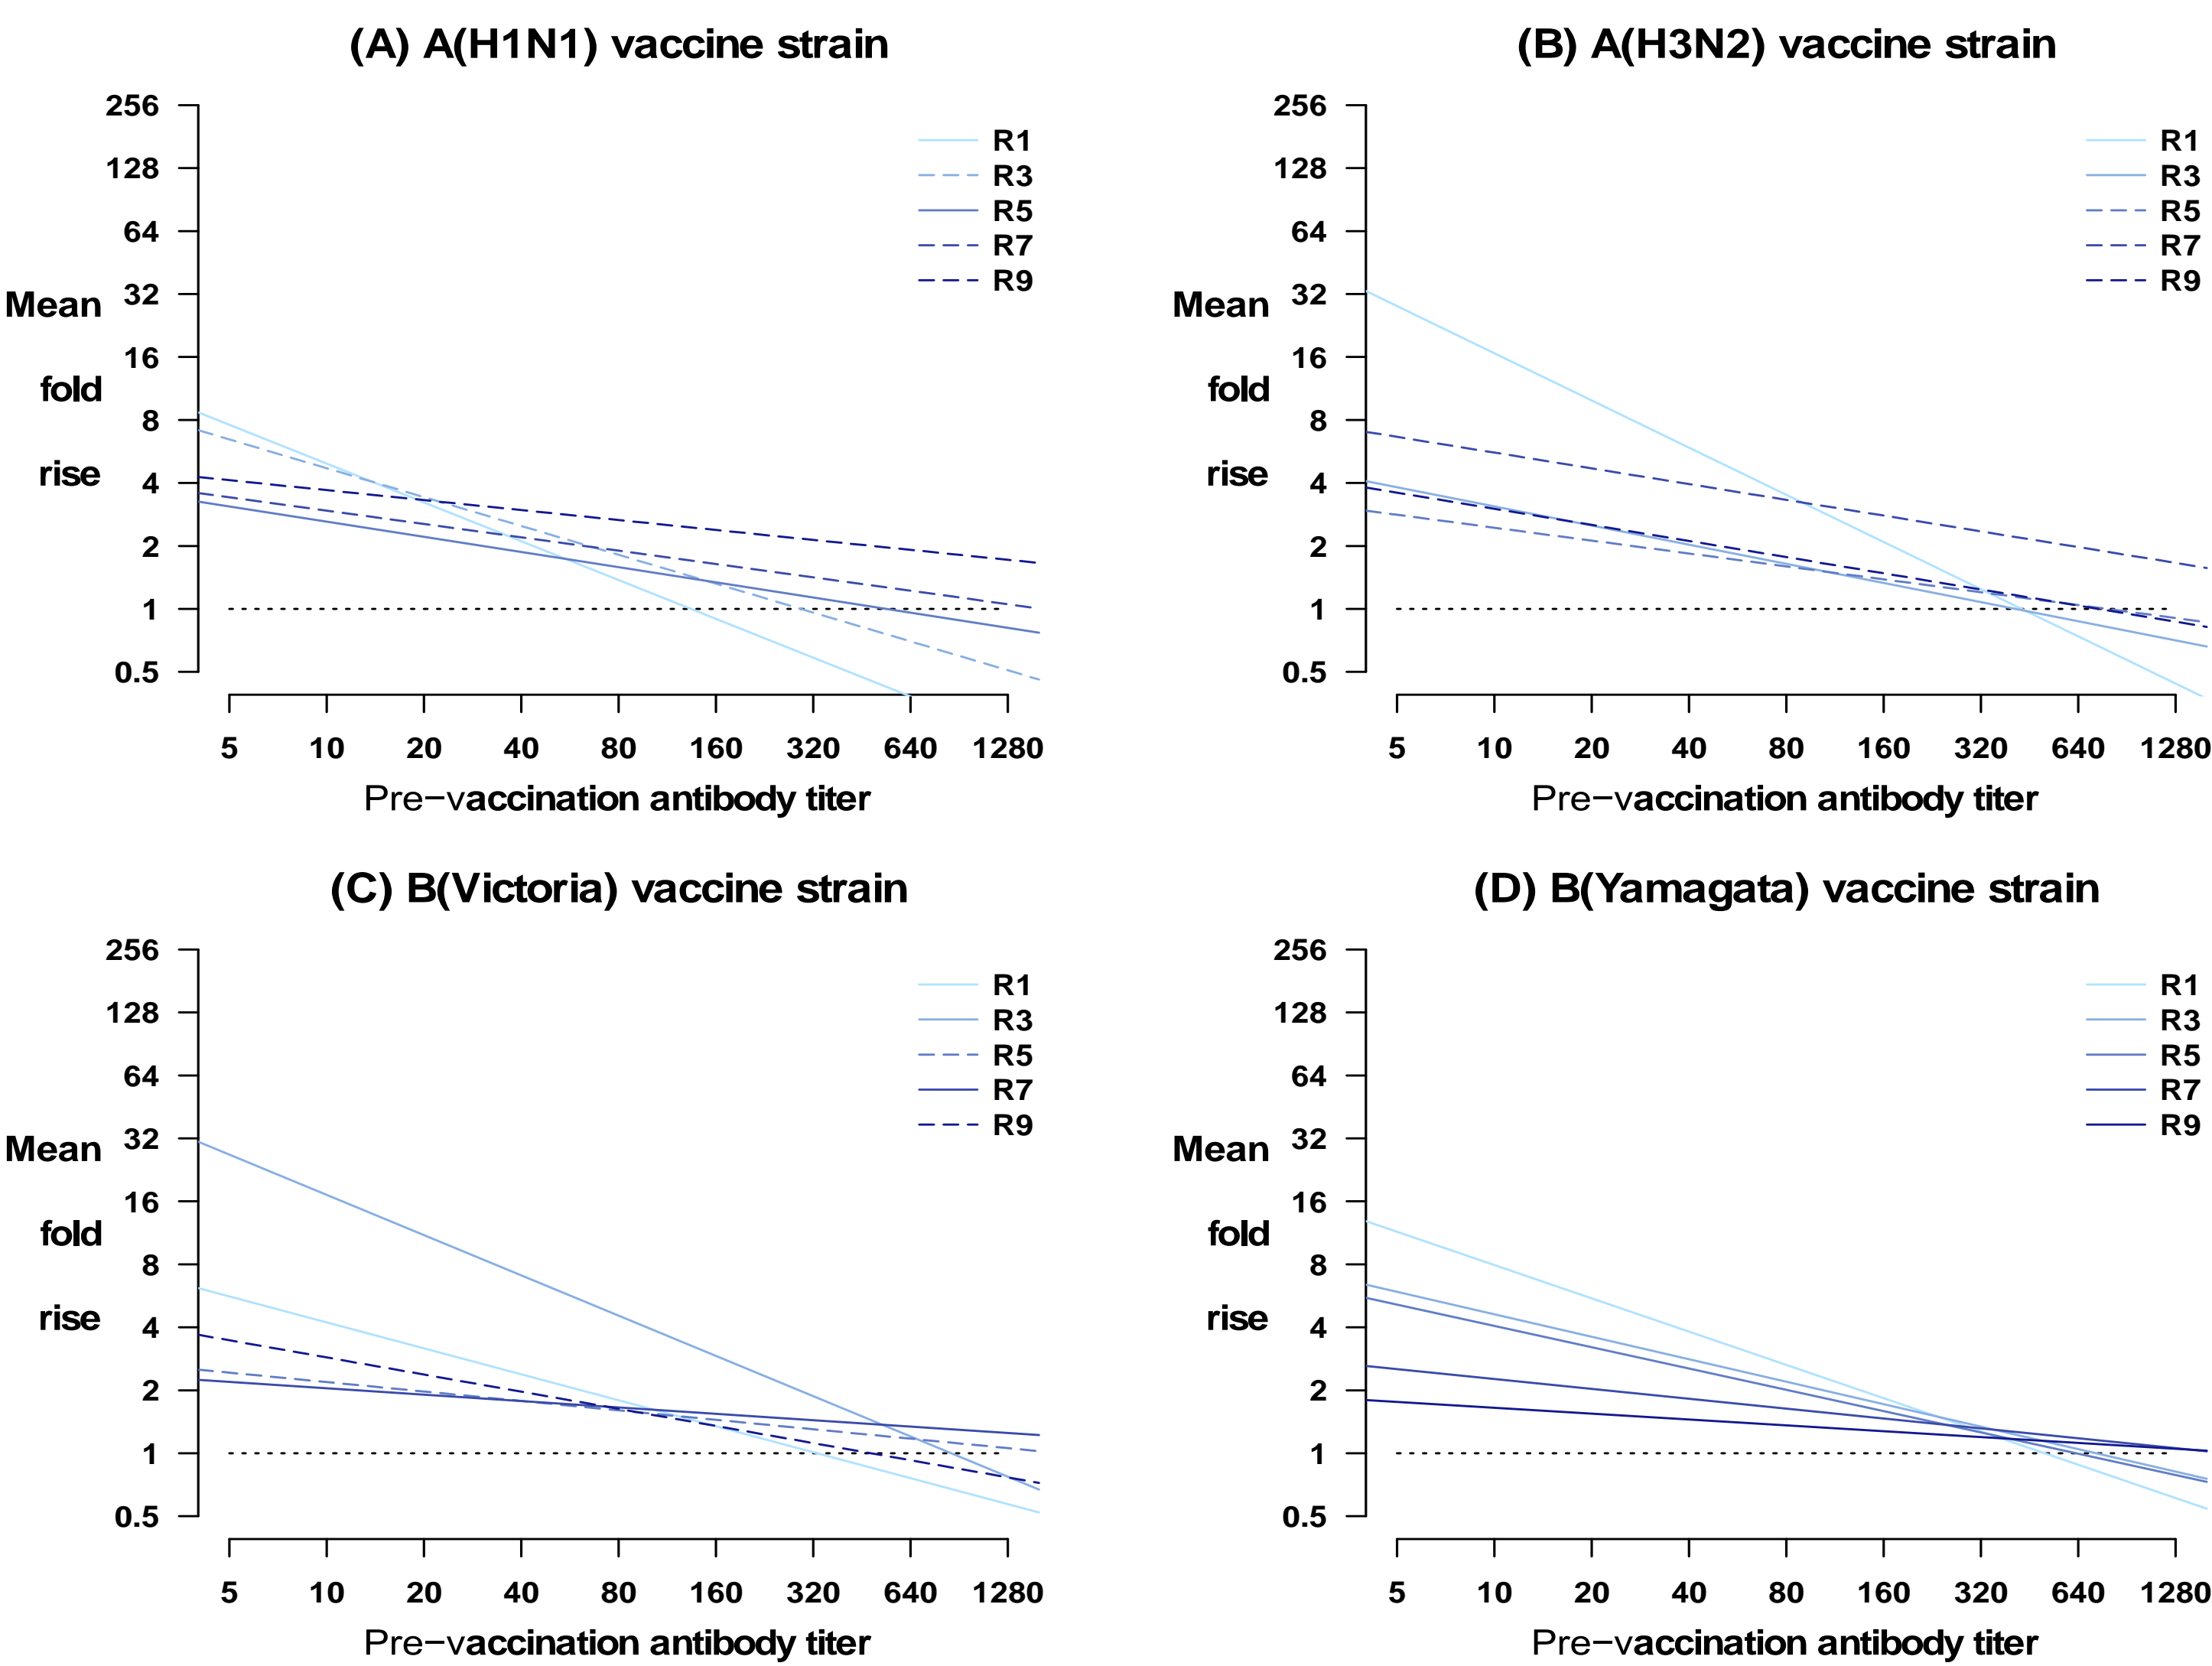 (A) A(H1N1) vaccine strain
256
128
64
32
16
8
4
2
1
0.5
Mean
fold
rise
R1
R3
R5
R7
R9
5 10 20 40 80 160 320 640 1280
Pre−vaccination antibody titer
(B) A(H3N2) vaccine strain
256
128
64
32
16
8
4
2
1
0.5
Mean
fold
rise
R1
R3
R5
R7
R9
5 10 20 40 80 160 320 640 1280
Pre−vaccination antibody titer
(C) B(Victoria) vaccine strain
256
128
64
32
16
8
4
2
1
0.5
Mean
fold
rise
R1
R3
R5
R7
R9
5 10 20 40 80 160 320 640 1280
Pre−vaccination antibody titer
(D) B(Yamagata) vaccine strain
256
128
64
32
16
8
4
2
1
0.5
Mean
fold
rise
R1
R3
R5
R7
R9
5 10 20 40 80 160 320 640 1280
Pre−vaccination antibody titer